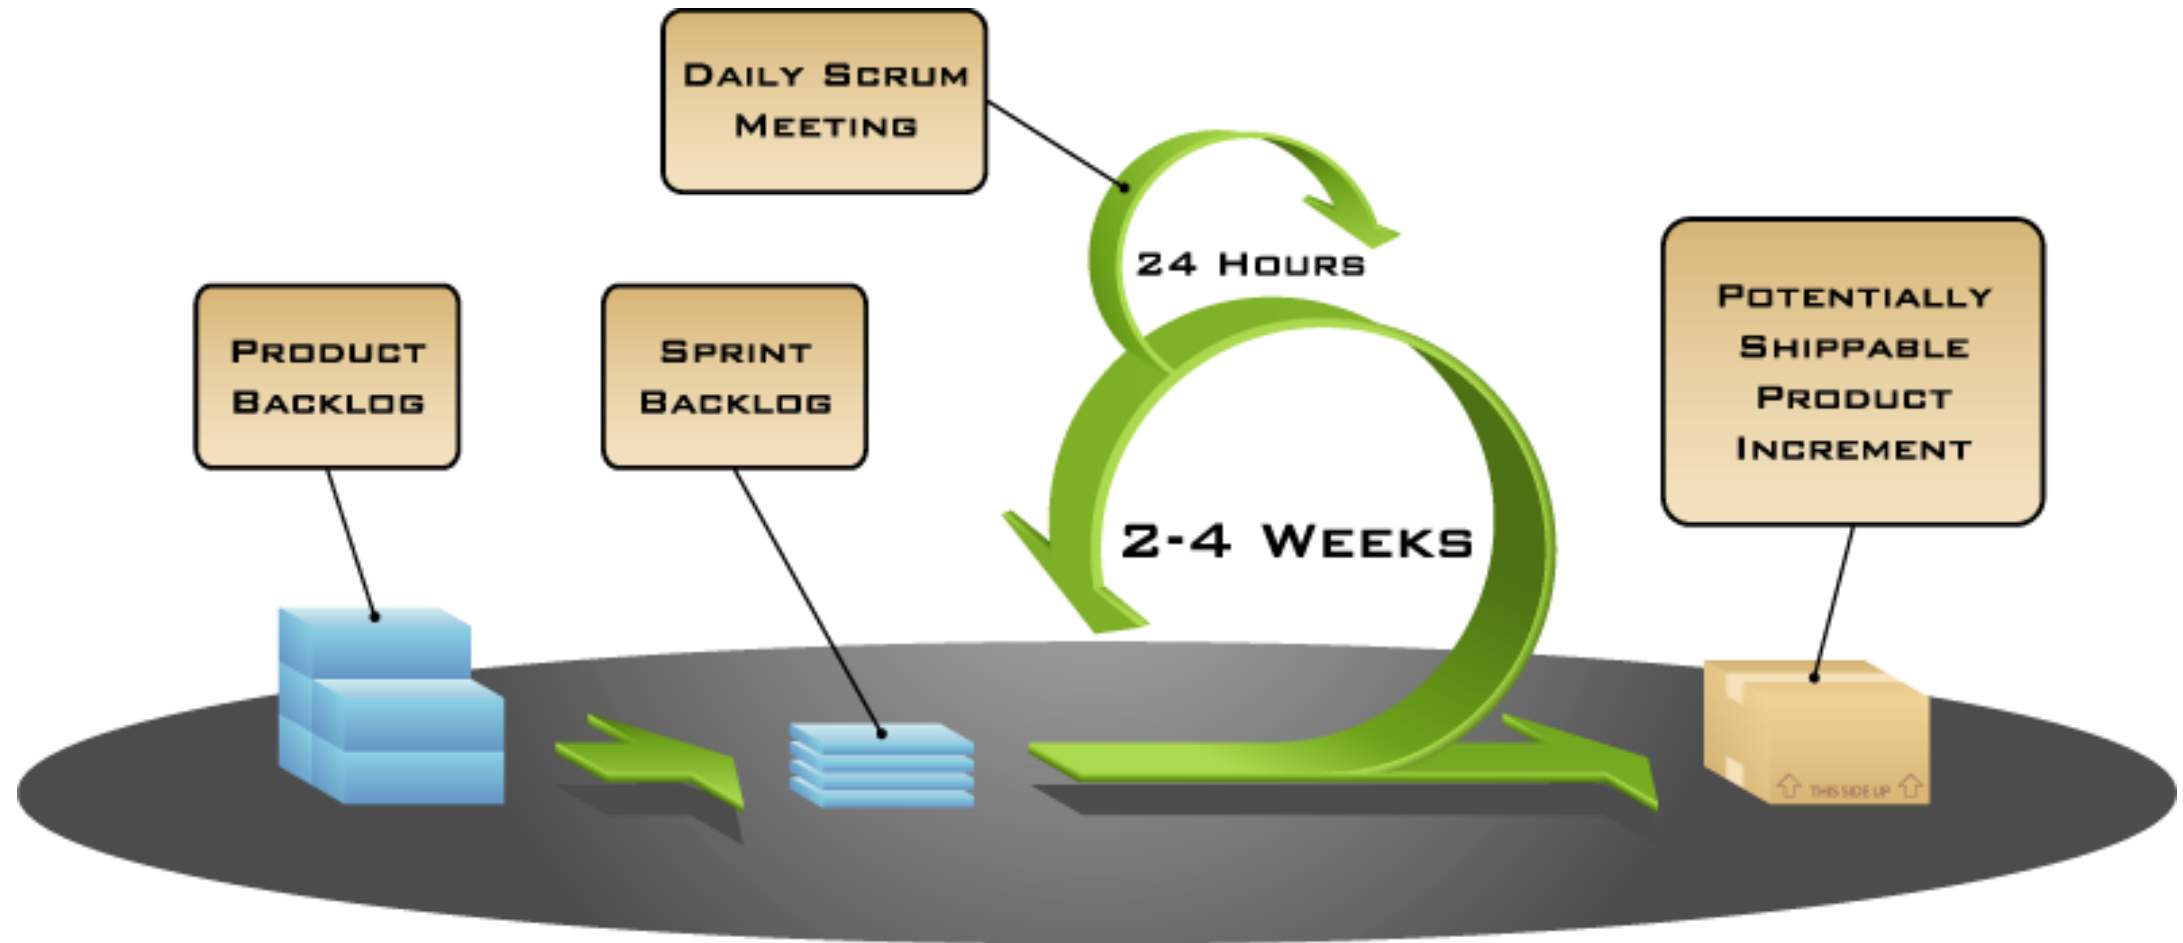 Daily Scrum
Meeting
24 Hours
Product
Backlog
Sprint
Backlog
2-4 Weeks
Potentially
Shippable
Product
Increment
THIS SIDE UP